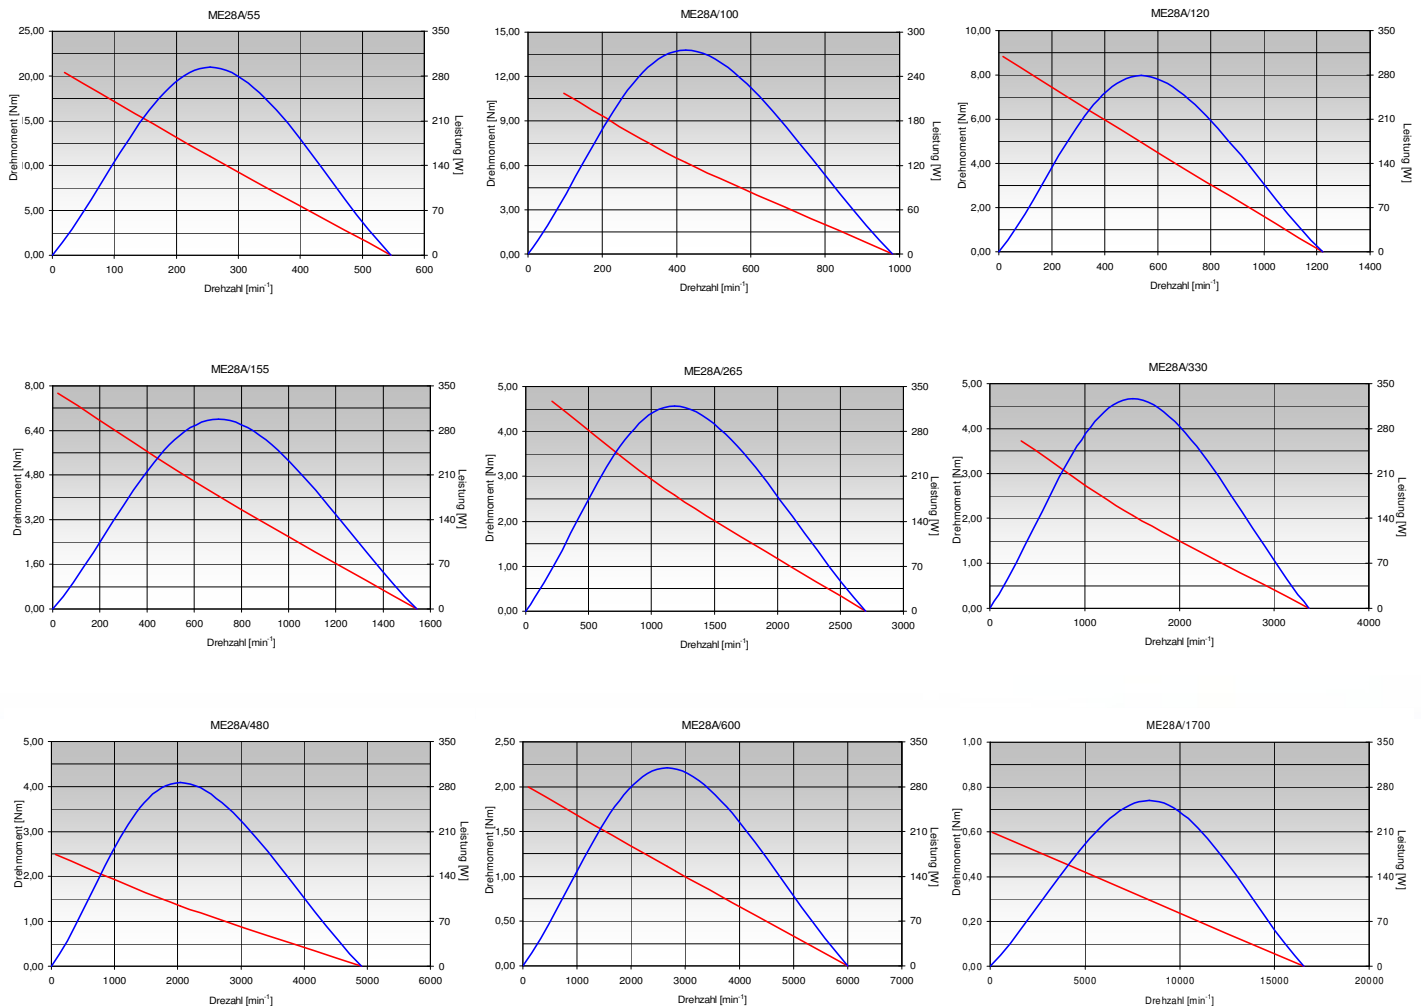 ME28A/55
25,00
20,00
5,00
0,00
5,00
0,00
350
280
210
140
70
0
0 100 200 300 400 500 600
Drehmoment [Nm]
Leistung [W]
Drehzahl [min-1]
ME28A/100
15,00
12,00
9,00
6,00
3,00
0,00
300
240
180
120
60
0
0 200 400 600 800 1000
Drehmoment [Nm]
Leistung [W]
Drehzahl [min-1]
ME28A/120
10,00
8,00
6,00
4,00
2,00
0,00
350
280
210
140
70
0
0 200 400 600 800 1000 1200 1400
Drehmoment [Nm]
Leistung [W]
Drehzahl [min-1]
ME28A/155
8,00
6,40
4,80
3,20
1,60
0,00
350
280
210
140
70
0
0 200 400 600 800 1000 1200 1400 1600
Drehmoment [Nm]
Leistung [W]
Drehzahl [min-1]
ME28A/265
5,00
4,00
3,00
2,00
1,00
0,00
350
280
210
140
70
0
0 500 1000 1500 2000 2500 3000
Drehmoment [Nm]
Leistung [W]
Drehzahl [min-1]
ME28A/330
5,00
4,00
3,00
2,00
1,00
0,00
350
280
210
140
70
0
0 1000 2000 3000 4000
Drehmoment [Nm]
Leistung [W]
Drehzahl [min-1]
ME28A/480
5,00
4,00
3,00
2,00
1,00
0,00
350
280
210
140
70
0
0 1000 2000 3000 4000 5000 6000
Drehmoment [Nm]
Leistung [W]
Drezahl [min-1]
ME28A/600
2,50
2,00
1,50
1,00
0,50
0,00
350
280
210
140
70
0
0 1000 2000 3000 4000 5000 6000 7000
Drehmoment [Nm]
Leistung [W]
Drehzahl [min-1]
ME28A/1700
1,00
0,80
0,60
0,40
0,20
0,00
350
280
210
140
70
0
0 5000 10000 15000 20000
Drehmoment [Nm]
Leistung [W]
Drehzahl [min-1]